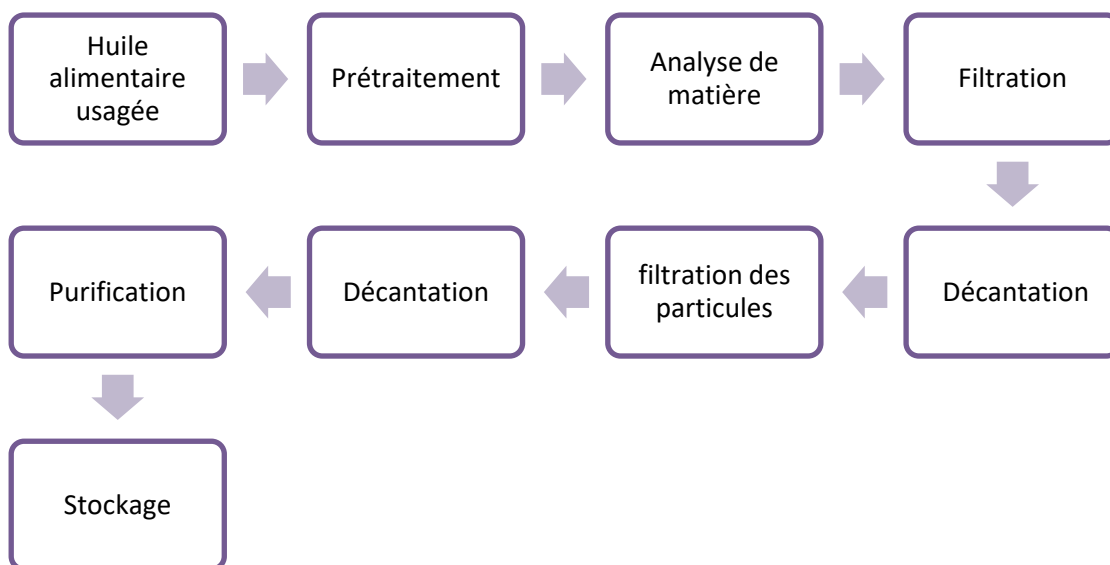 Huile
alimentaire
usagée
Prétraitement
Analyse de
matière
Filtration
Décantation
filtration des
particules
Décantation
Purification
Stockage